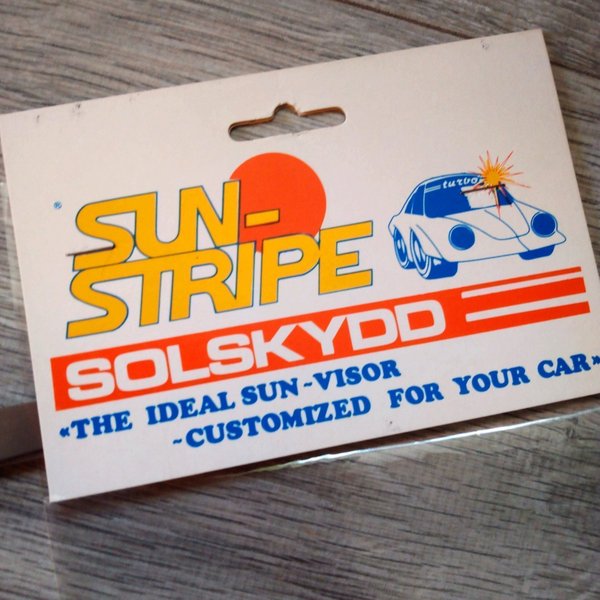 ® SUN-
STRIPE
turbo
SOLSKYDD
«THE IDEAL SUN-VISOR
~CUSTOMIZED FOR YOUR CAR»